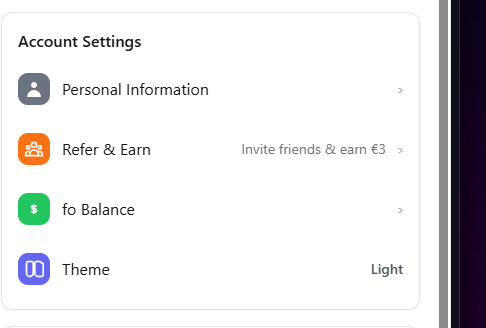 Account Settings
Personal Information
Refer & Earn Invite friends & earn €3
$
fo Balance
Theme Light